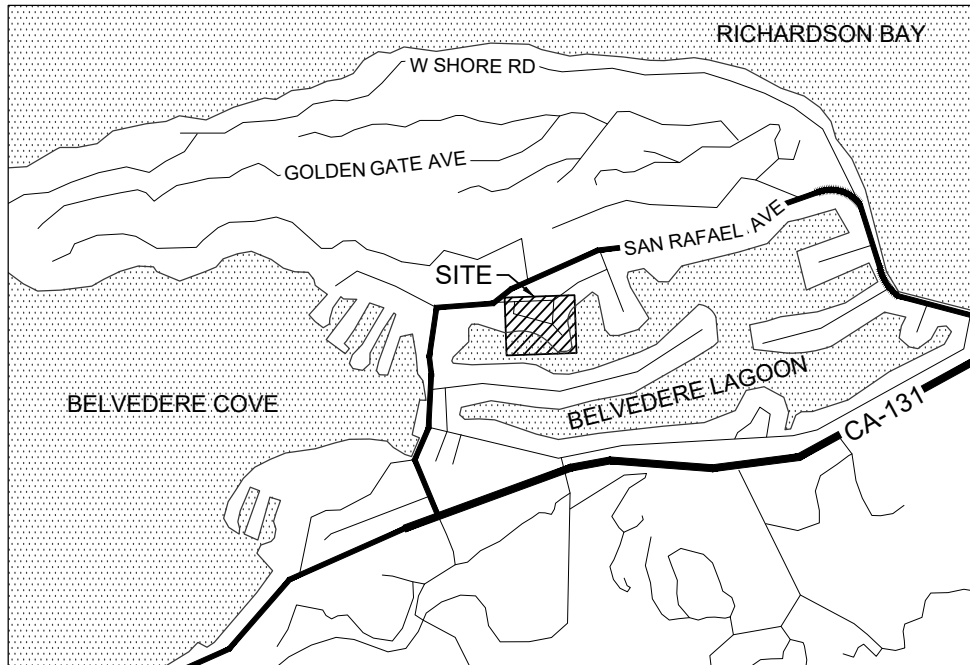 RICHARDSON BAY
W SHORE RD
GOLDEN GATE AVE
SAN RAFAEL AVE
SITE
BELVEDERE COVE
BELVEDERE LAGOON
CA-131